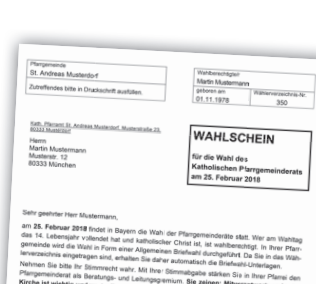 Pfarrgemeinde
St. Andreas Musterdorf
Zutreffendes bitte in Druckschrift ausfüllen.
Wahlberechtigter
Martin Mustermann
geboren am
Wählerverzeichnis-Nr.
01.11.1978
350
Kath. Pfarramt St. Andreas Musterdorf, Musterstraße 25,
80333 Musterdorf
Herrn
Martin Mustermann
Musterstr. 12
80333 München
WAHLSCHEIN
für die Wahl des
Katholischen Pfarrgemeinderats
am 25. Februar 2018
Sehr geehrter Herr Mustermann,
am 25. Februar 2018 findet in Bayern die Wahl der Pfarrgemeinderäte statt. Wer am Wahltag
das 14. Lebensjahr vollendet hat und katholischer Christ ist, ist wahlberechtigt. In Ihrer Pfarr-
gemeinde wird die Wahl in Form einer Allgemeinen Briefwahl durchgeführt. Da Sie in das Wäh-
lerverzeichnis eingetragen sind, erhalten Sie daher automatisch die Briefwahl-Unterlagen.
Nehmen Sie bitte Ihr Stimmrecht wahr. Mit Ihrer Stimmabgabe stärken Sie in Ihrer Pfarrei den
Pfarrgemeinderat als Beratungs- und Leitungsgremium. Sie zeigen:
Kirche ist wichtig